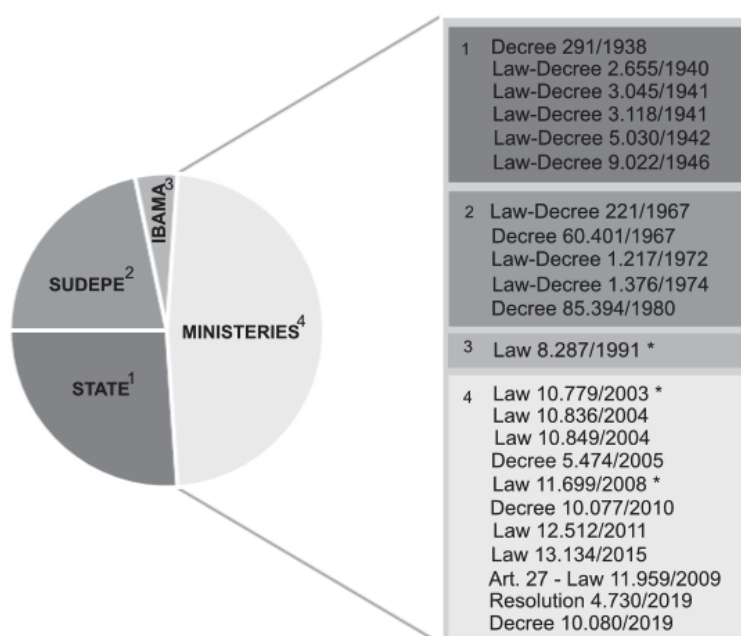 IBAMA3
SUDEPE2
MINISTERIES4
STATE1
1 Decree 291/1938
Law-Decree 2.655/1940
Law-Decree 3.045/1941
Law-Decree 3.118/1941
Law-Decree 5.030/1942
Law-Decree 9.022/1946
2 Law-Decree 221/1967
Decree 60.401/1967
Law-Decree 1.217/1972
Law-Decree 1.376/1974
Decree 85.394/1980
3 Law 8.287/1991 *
4 Law 10.779/2003 *
Law 10.836/2004
Law 10.849/2004
Decree 5.474/2005
Law 11.699/2008 *
Decree 10.077/2010
Law 12.512/2011
Law 13.134/2015
Art. 27 - Law 11.959/2009
Resolution 4.730/2019
Decree 10.080/2019